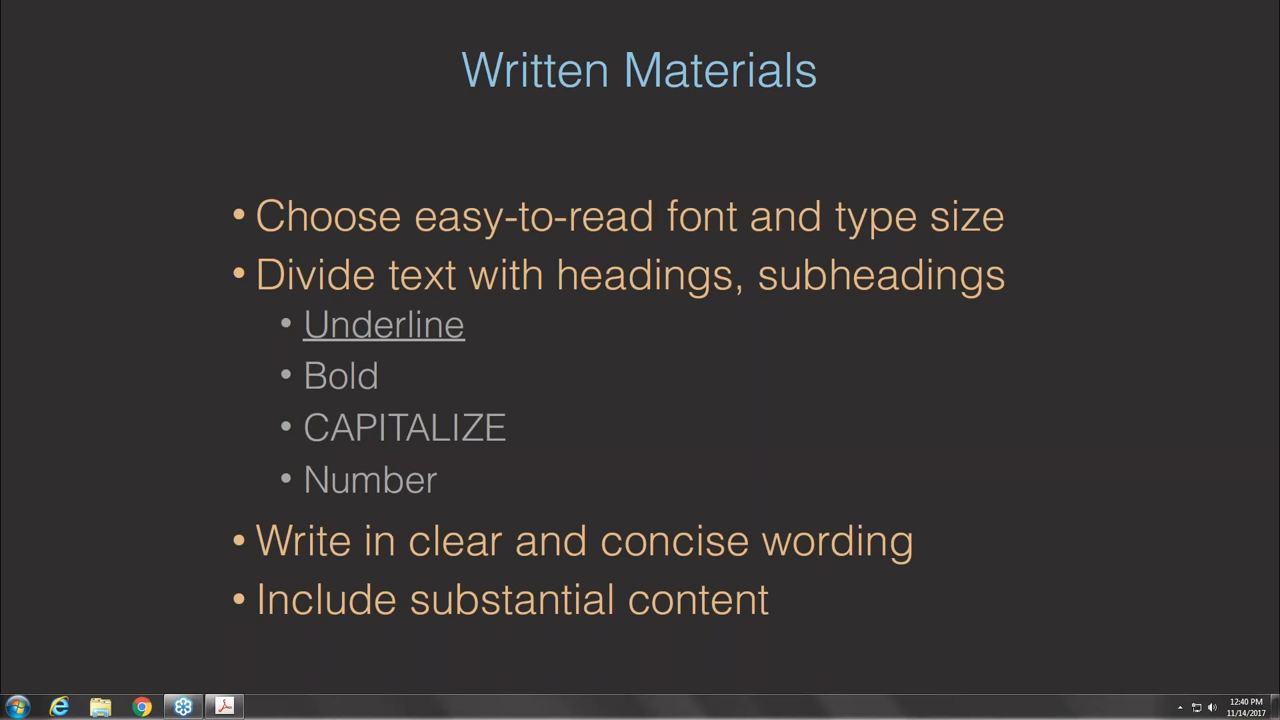 Written Materials
• Choose easy-to-read font and type size
• Divide text with headings, subheadings
• Underline
• Bold
• CAPITALIZE
• Number
• Write in clear and concise wording
• Include substantial content
12:40 PM
11/14/2017